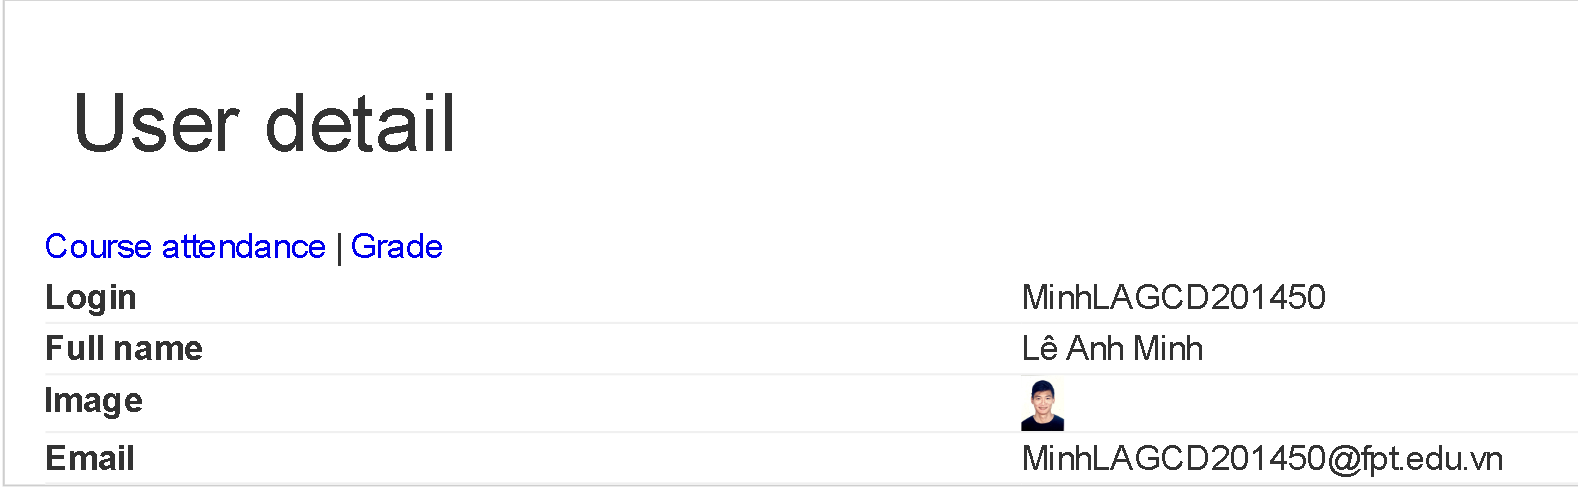 User detail
Course attendance | Grade
Login MinhLAGCD201450
Full name Lê Anh Minh
Image
Email MinhLAGCD201450@fpt.edu.vn